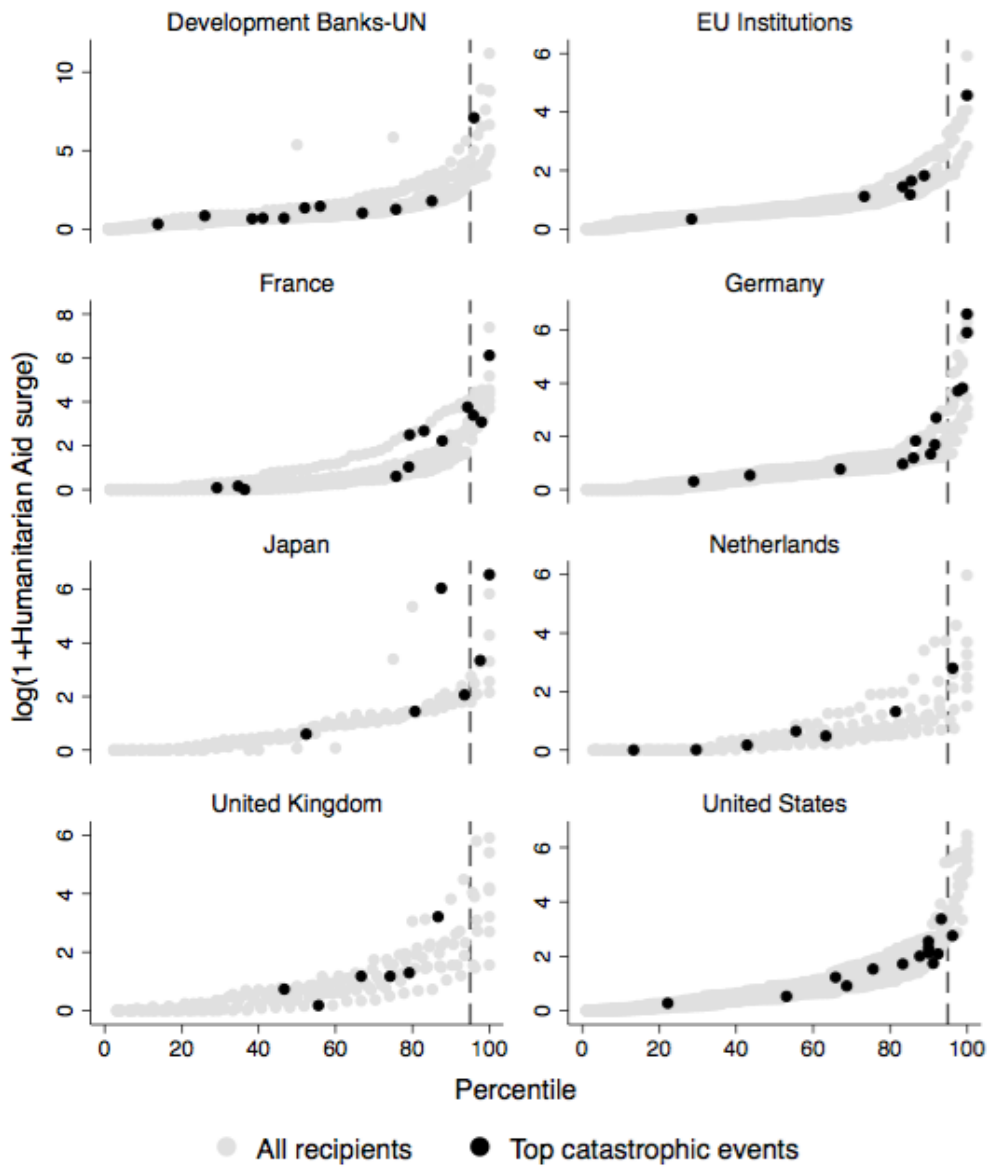 Development Banks-UN
EU Institutions
0 5 10
0 2 4 6
France
Germany
0 2 4 6 8
0 2 4 6
log(1+Humanitarian Aid surge)
Japan
Netherlands
0 2 4 6
0 2 4 6
United Kingdom
United States
0 2 4 6
0 2 4 6
0 20 40 60 80 100
0 20 40 60 80 100
Percentile
All recipients
Top catastrophic events